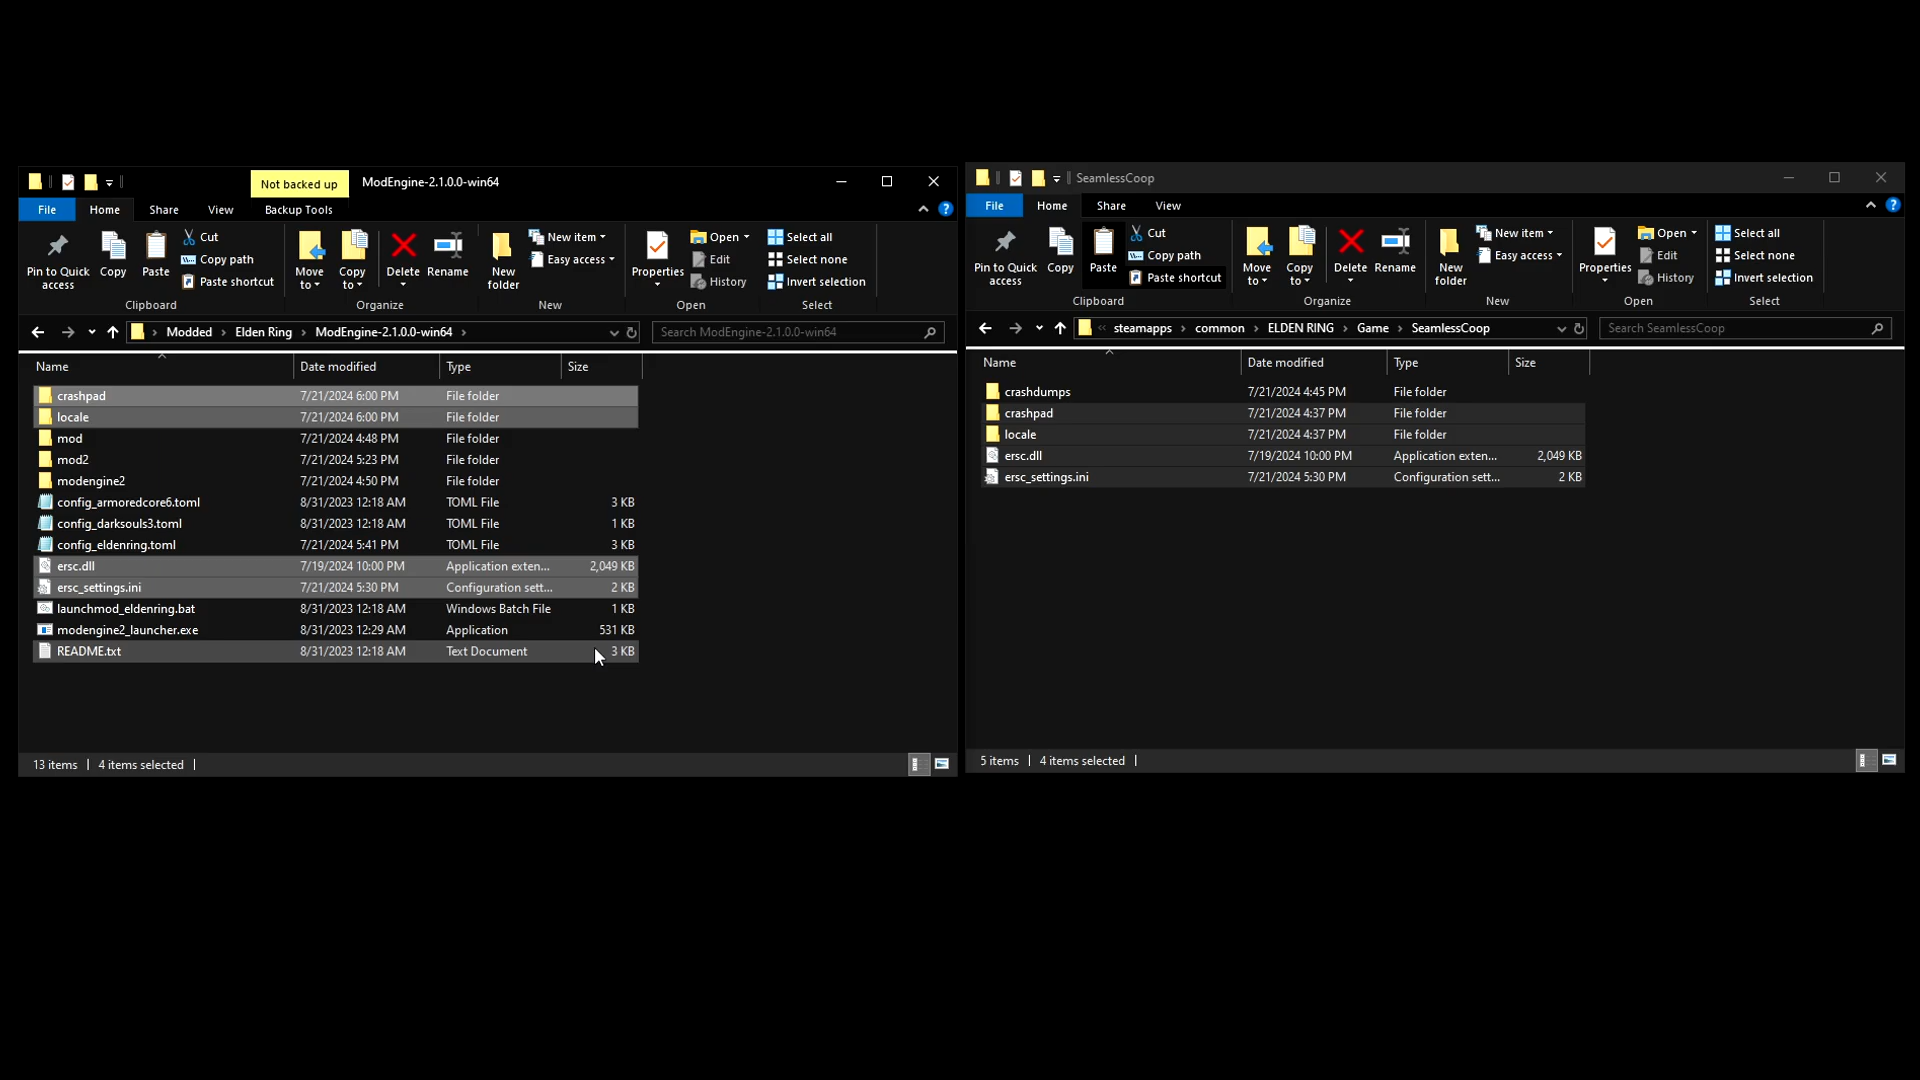 Not backed up
ModEngine-2.1.0.0-win64
File
Home
Share
View
Backup Tools
Pin to Quick access
Copy
Paste
Cut
Copy path
Paste shortcut
Clipboard
Move to
Copy to
Delete
Rename
Organize
New folder
New item
Easy access
New
Properties
Open
Edit
History
Open
Select all
Select none
Invert selection
Select
Modded > Elden Ring > ModEngine-2.1.0.0-win64 >
Search ModEngine-2.1.0.0-win64
Name Date modified Type Size
crashpad 7/21/2024 6:00 PM File folder
locale 7/21/2024 6:00 PM File folder
mod 7/21/2024 4:48 PM File folder
mod2 7/21/2024 5:23 PM File folder
modengine2 7/21/2024 4:50 PM File folder
config_armoredcore6.toml 8/31/2023 12:18 AM TOML File 3 KB
config_darksouls3.toml 8/31/2023 12:18 AM TOML File 1 KB
config_eldenring.toml 7/21/2024 5:41 PM TOML File 3 KB
ersc.dll 7/19/2024 10:00 PM Application exten... 2,049 KB
ersc_settings.ini 7/21/2024 5:30 PM Configuration sett... 2 KB
launchmod_eldenring.bat 8/31/2023 12:18 AM Windows Batch File 1 KB
modengine2_launcher.exe 8/31/2023 12:29 AM Application 531 KB
README.txt 8/31/2023 12:18 AM Text Document 3 KB
13 items | 4 items selected |
SeamlessCoop
File
Home
Share
View
Pin to Quick access
Copy
Paste
Cut
Copy path
Paste shortcut
Clipboard
Move to
Copy to
Delete
Rename
Organize
New folder
New item
Easy access
New
Properties
Open
Edit
History
Open
Select all
Select none
Invert selection
Select
« steamapps > common > ELDEN RING > Game > SeamlessCoop
Search SeamlessCoop
Name Date modified Type Size
crashdumps 7/21/2024 4:45 PM File folder
crashpad 7/21/2024 4:37 PM File folder
locale 7/21/2024 4:37 PM File folder
ersc.dll 7/19/2024 10:00 PM Application exten... 2,049 KB
ersc_settings.ini 7/21/2024 5:30 PM Configuration sett... 2 KB
5 items | 4 items selected |